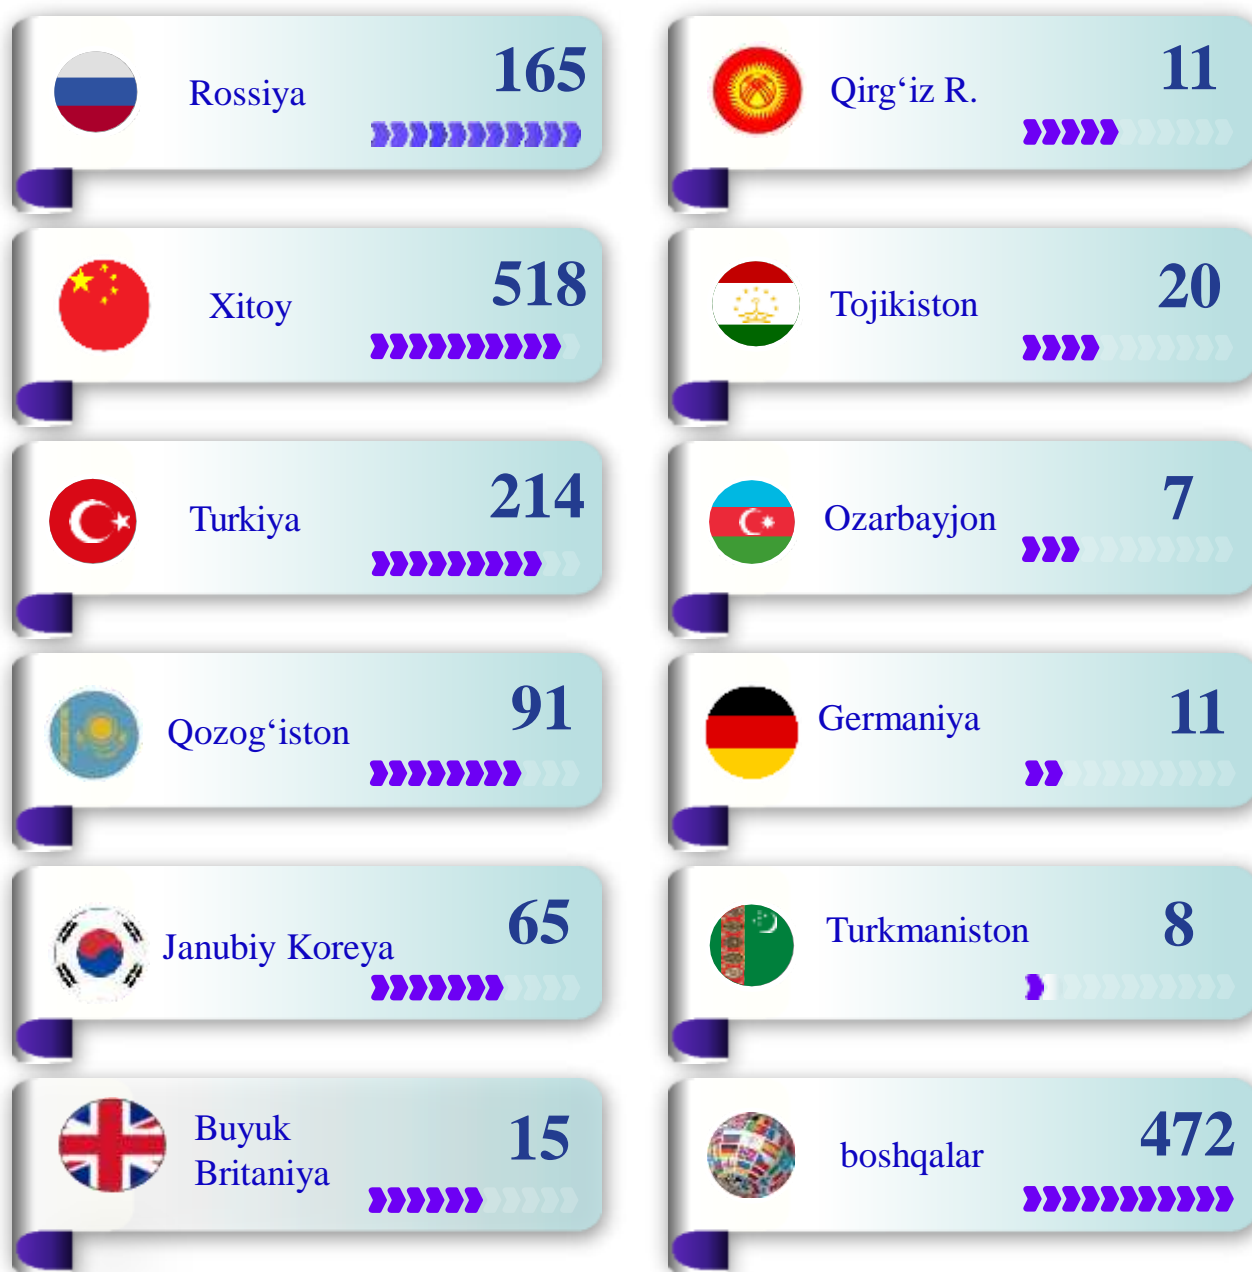 Rossiya
165
Xitoy
518
Turkiya
214
Qozog‘iston
91
Janubiy Koreya
65
Buyuk
Britaniya
15
Qirg‘iz R.
11
Tojikiston
20
Ozarbayjon
7
Germaniya
11
Turkmaniston
8
boshqalar
472